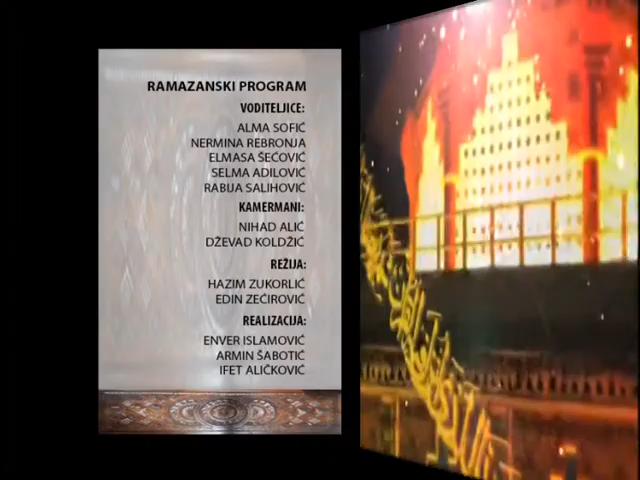 RAMAZANSKI PROGRAM
VODITELJICE:
ALMA SOFIĆ
NERMINA REBRONJA
ELMASA ŠEĆOVIĆ
SELMA ADILOVIĆ
RABIJA SALIHOVIĆ
KAMERMANI:
NIHAD ALIĆ
DŽEVAD KOLDŽIĆ
REŽIJA:
HAZIM ZUKORLIĆ
EDIN ZEĆIROVIĆ
REALIZACIJA:
ENVER ISLAMOVIĆ
ARMIN ŠABOTIĆ
IFET ALIČKOVIĆ